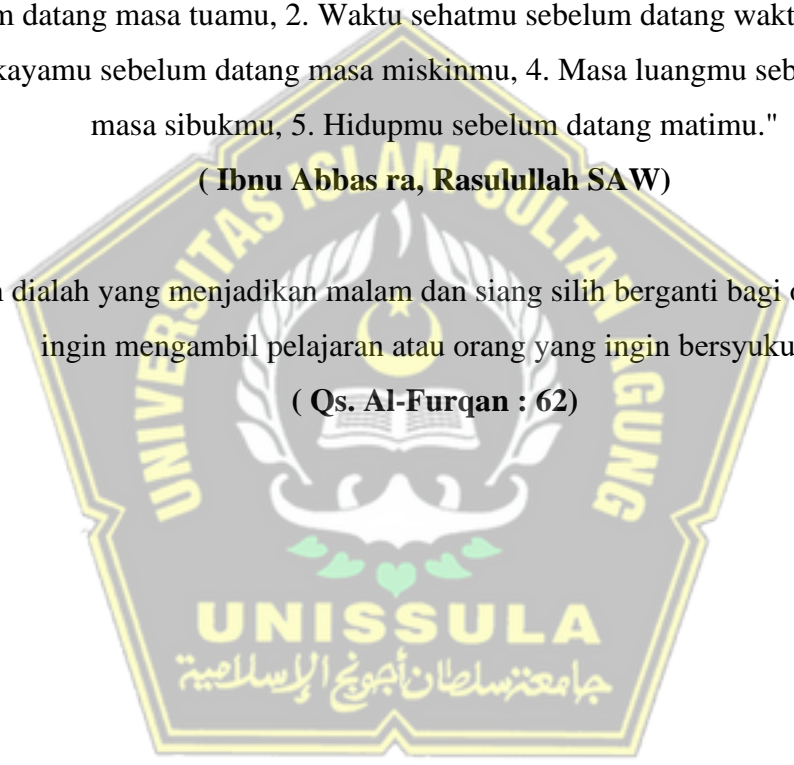 datang masa tuamu, 2. Waktu sehatmu sebelum datang wakt
kayamu sebelum datang masa miskinmu, 4. Masa luangmu seb
masa sibukmu, 5. Hidupmu sebelum datang matimu."
( Ibnu Abbas ra, Rasulullah SAW)
dialah yang menjadikan malam dan siang silih berganti bagi
ingin mengambil pelajaran atau orang yang ingin bersyuku
( Qs. Al-Furqan : 62)
UNIVERSITAS ISLAM SULTAN AGUNG
UNISSULA
جامعة سلطان أجونج الإسلامية